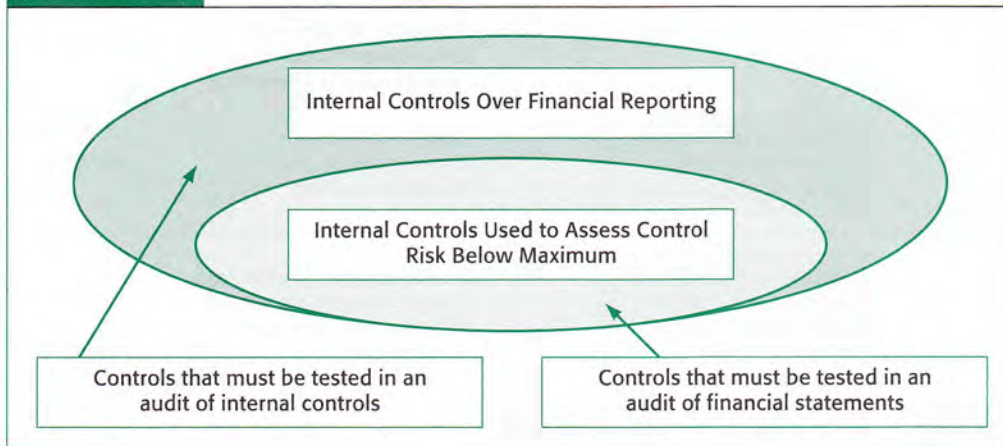 Internal Controls Over Financial Reporting
Internal Controls Used to Assess Control
Risk Below Maximum
Controls that must be tested in an
audit of internal controls
Controls that must be tested in an
audit of financial statements